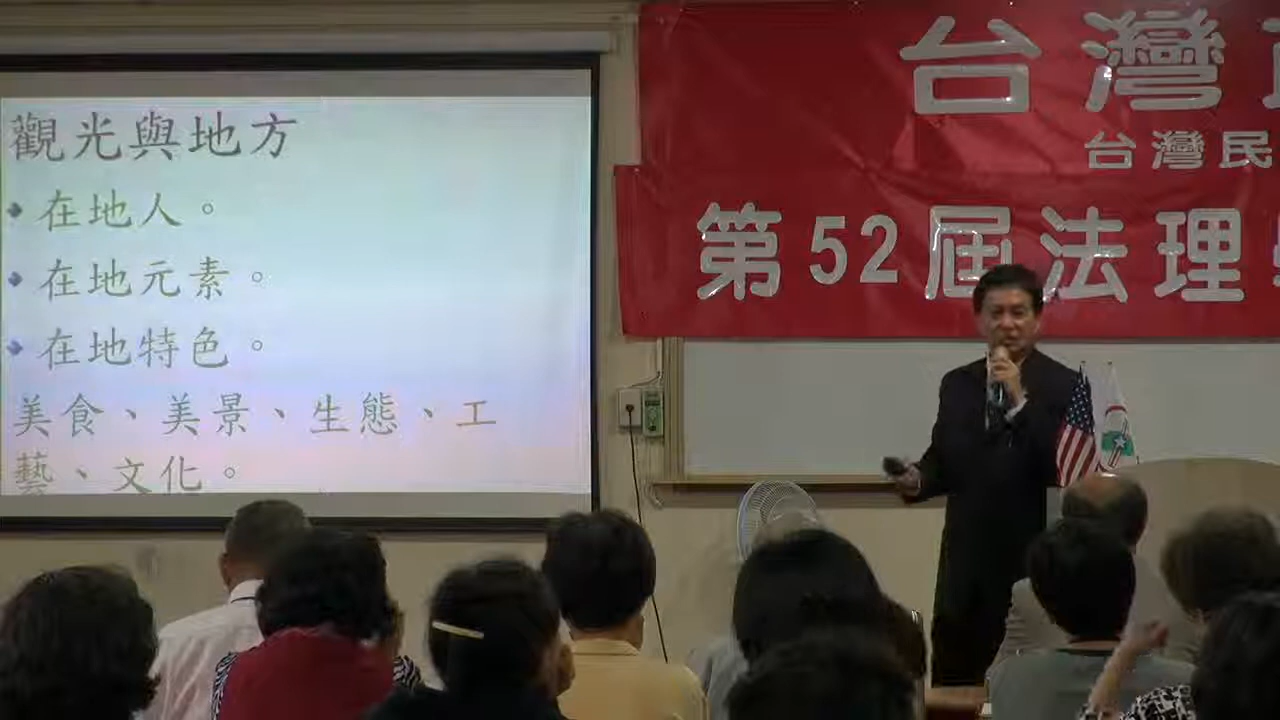 觀光與地方
在地人。
在地元素。
在地特色。
美食、美景、生態、工
藝、文化。
台灣
台灣民
第52屆法理